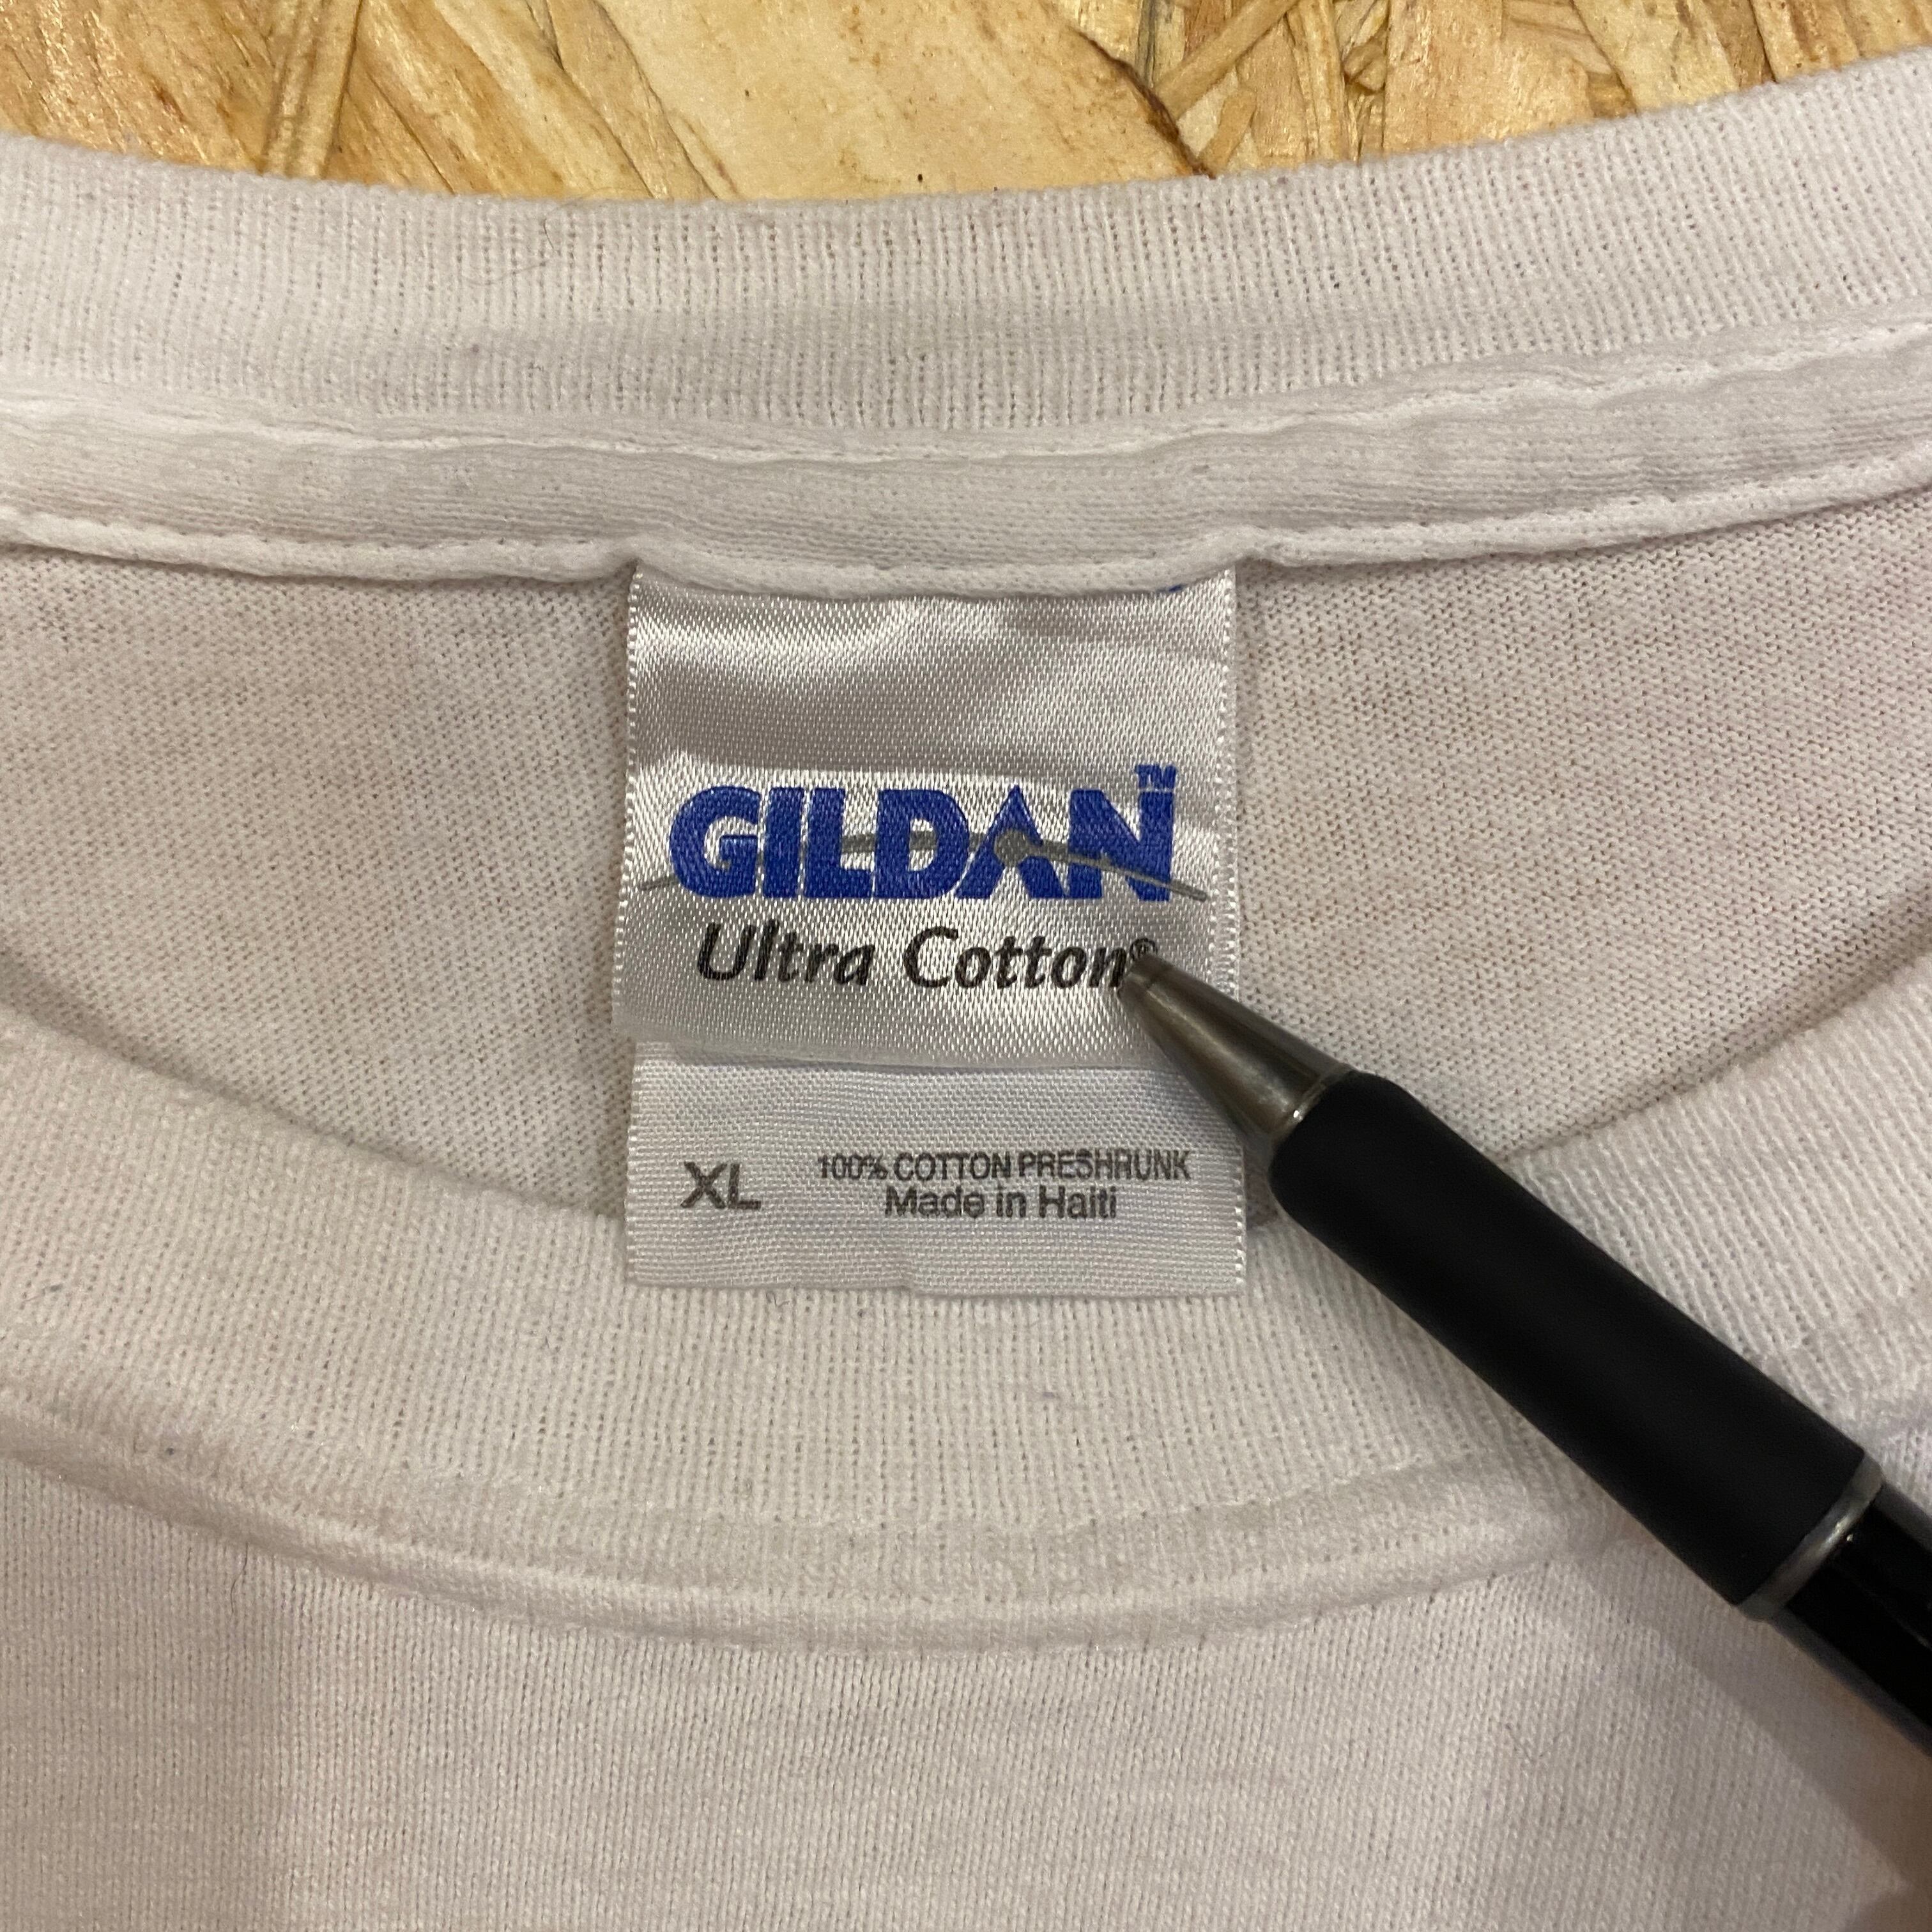 GILDAN™
Ultra Cotton®
XL 100% COTTON PRESHRUNK
Made in Haiti